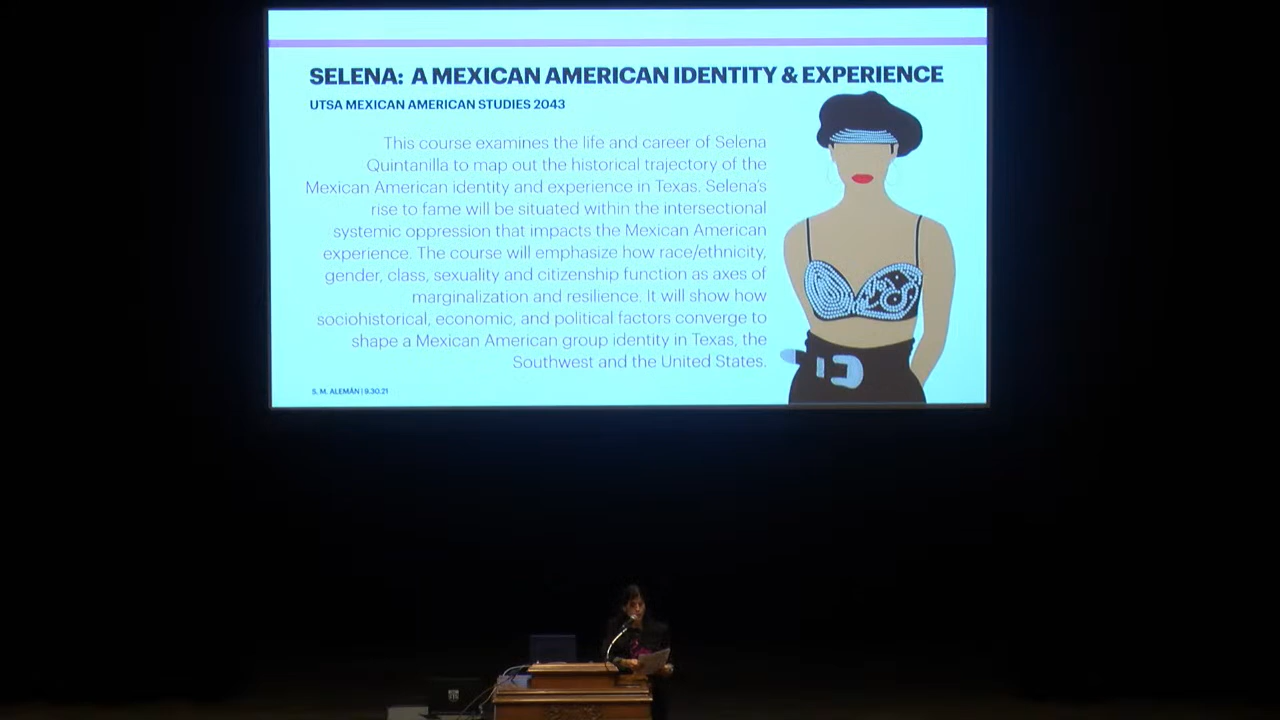 SELENA: A MEXICAN AMERICAN IDENTITY & EXPERIENCE
UTSA MEXICAN AMERICAN STUDIES 2043
This course examines the life and career of Selena
Quintanilla to map out the historical trajectory of the
Mexican American identity and experience in Texas. Selena's
rise to fame will be situated within the intersectional
systemic oppression that impacts the Mexican American
experience. The course will emphasize how race/ethnicity,
gender, class, sexuality and citizenship function as axes of
marginalization and resilience. It will show how
sociohistorical, economic, and political factors converge to
shape a Mexican American group identity in Texas, the
Southwest and the United States.
S. M. ALEMÁN | 9.30.21